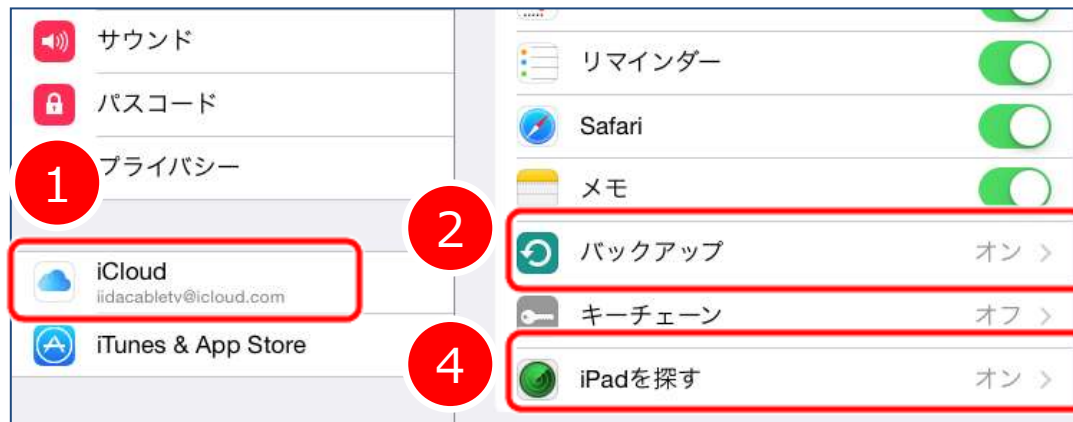 サウンド
パスコード
プライバシー
1
iCloud
iidacabletv@icloud.com
iTunes & App Store
リマインダー
Safari
メモ
2
バックアップ オン
キーチェーン オフ
4
iPadを探す オン